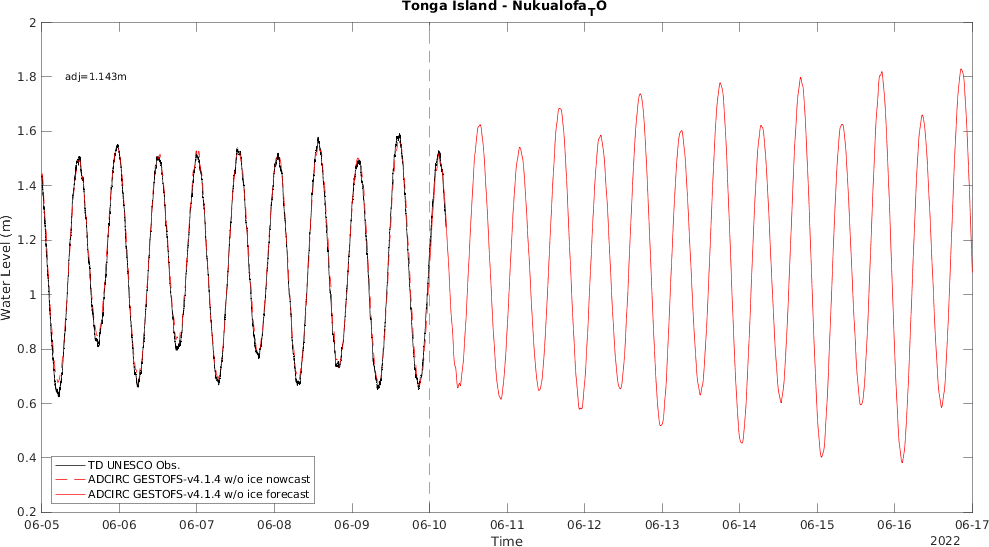 Tonga Island - NukualofaTO
2
1.8
1.6
1.4
1.2
1
0.8
0.6
0.4
0.2
Water Level (m)
adj=1.143m
TD UNESCO Obs.
ADCIRC GESTOFS-v4.1.4 w/o ice nowcast
ADCIRC GESTOFS-v4.1.4 w/o ice forecast
06-05 06-06 06-07 06-08 06-09 06-10 06-11 06-12 06-13 06-14 06-15 06-16 06-17
Time
2022